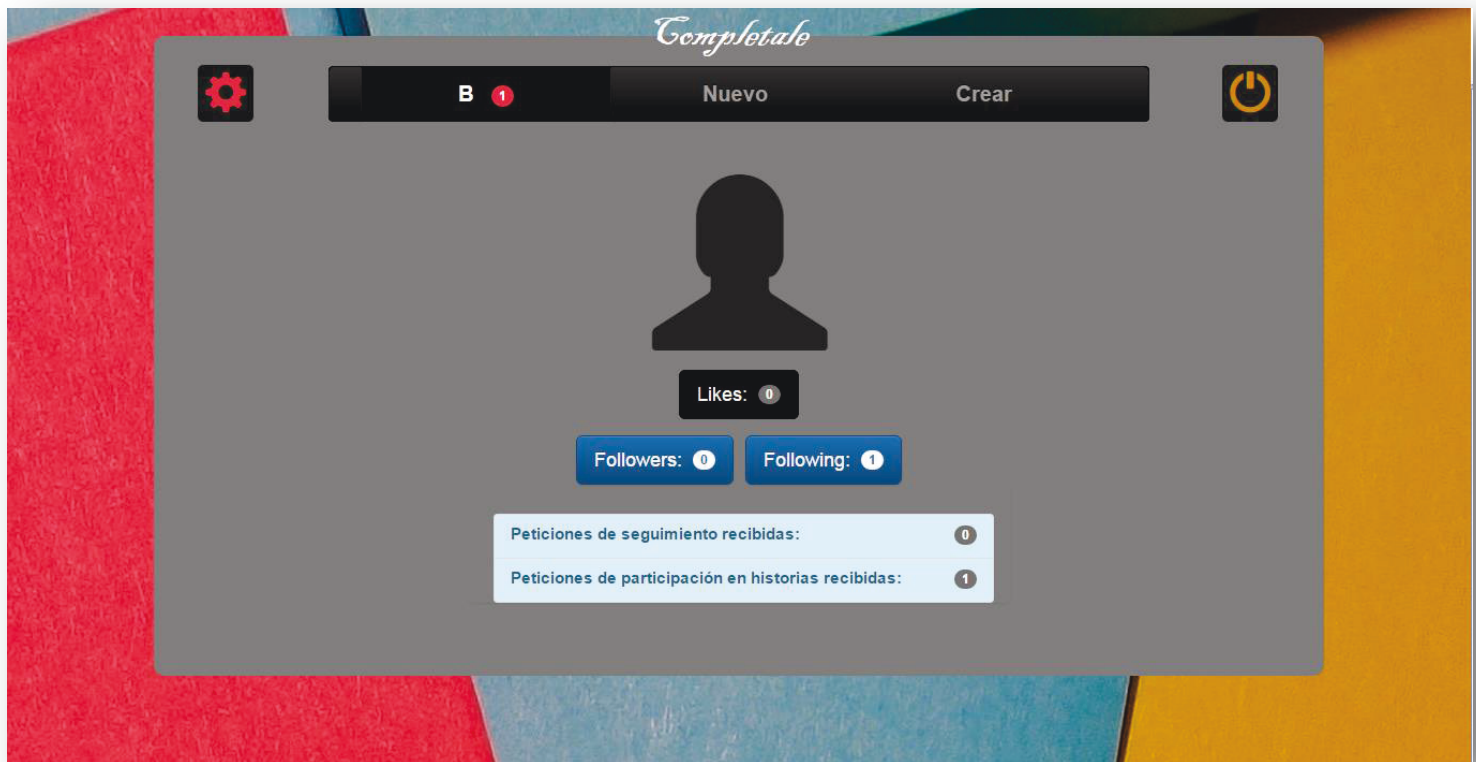 Completale
B 1 Nuevo Crear
Likes: 0
Followers: 0 Following: 1
Peticiones de seguimiento recibidas: 0
Peticiones de participación en historias recibidas: 1